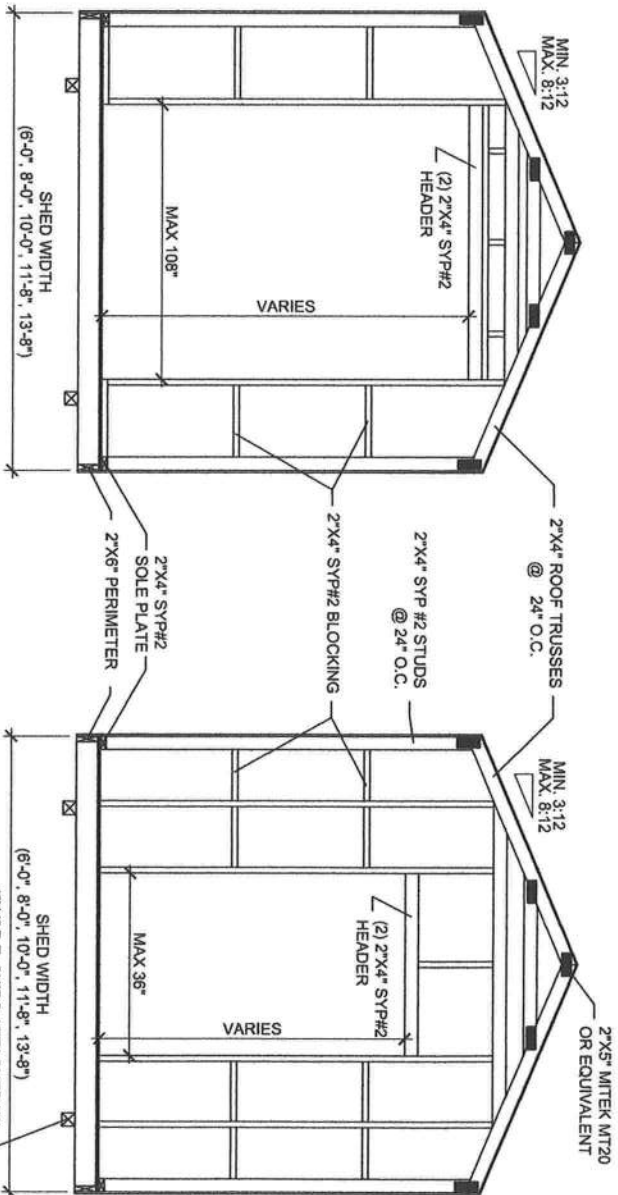 MIN. 3:12
MAX. 8:12
(2) 2"X4" SYP#2
HEADER
MAX 108"
VARIES
SHED WIDTH
(6'-0", 8'-0", 10'-0", 11'-8", 13'-8")
2"X4" ROOF TRUSSES
@ 24" O.C.
2"X4" SYP #2 STUDS
@ 24" O.C.
2"X4" SYP#2 BLOCKING
2"X4" SYP#2
SOLE PLATE
2"X6" PERIMETER
MIN. 3:12
MAX. 8:12
2"X5" MITEK MT20
OR EQUIVALENT
(2) 2"X4" SYP#2
HEADER
MAX 36"
VARIES
SHED WIDTH
(6'-0", 8'-0", 10'-0", 11'-8", 13'-8")